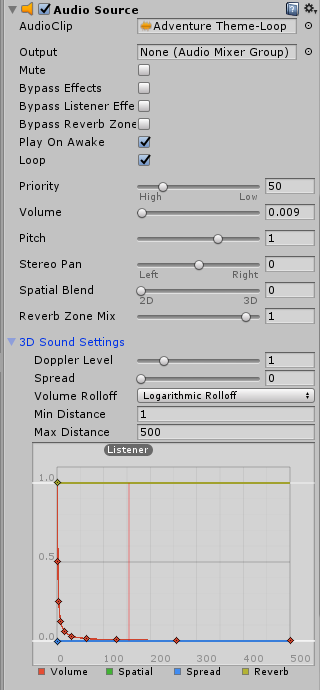 Audio Source
AudioClip Adventure Theme-Loop
Output None (Audio Mixer Group)
Mute
Bypass Effects
Bypass Listener Effe
Bypass Reverb Zone
Play On Awake
Loop
Priority 50
High Low
Volume 0.009
Pitch 1
Stereo Pan 0
Left Right
Spatial Blend 0
2D 3D
Reverb Zone Mix 1
3D Sound Settings
Doppler Level 1
Spread 0
Volume Rolloff Logarithmic Rolloff
Min Distance 1
Max Distance 500
Listener
1.0
0.5
0.0
0 100 200 300 400 500
Volume Spatial Spread Reverb